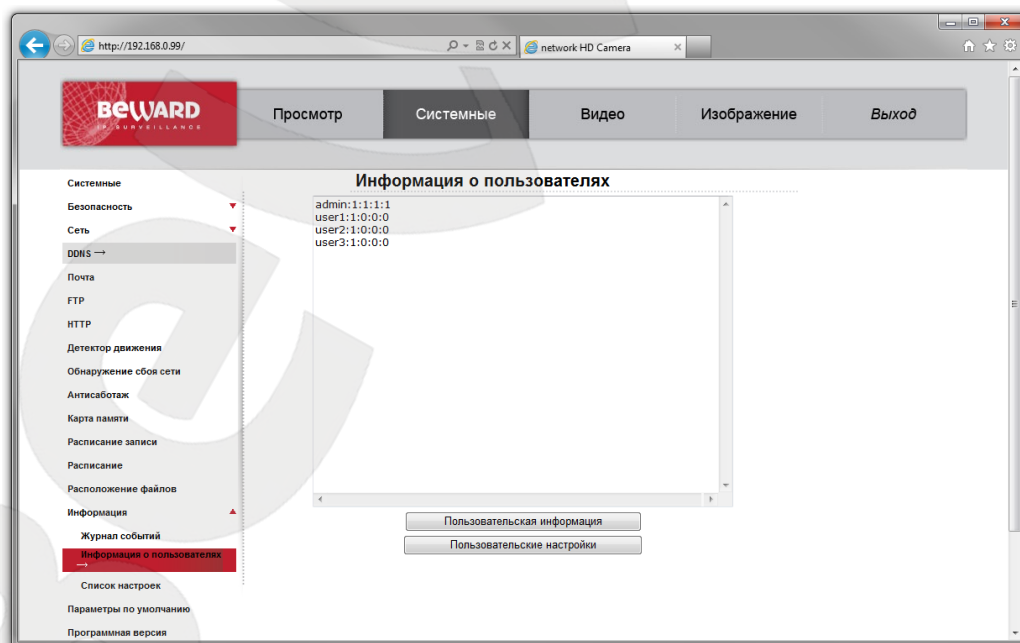 http://192.168.0.99/
network HD Camera
BEWARD
IP SURVEILLANCE
Просмотр
Системные
Видео
Изображение
Выход
Системные
Безопасность
Сеть
DDNS →
Почта
FTP
HTTP
Детектор движения
Обнаружение сбоя сети
Антисаботаж
Карта памяти
Расписание записи
Расписание
Расположение файлов
Информация
Журнал событий
Информация о пользователях
→
Список настроек
Параметры по умолчанию
Программная версия
Информация о пользователях
admin:1:1:1:1
user1:1:0:0:0
user2:1:0:0:0
user3:1:0:0:0
Пользовательская информация
Пользовательские настройки